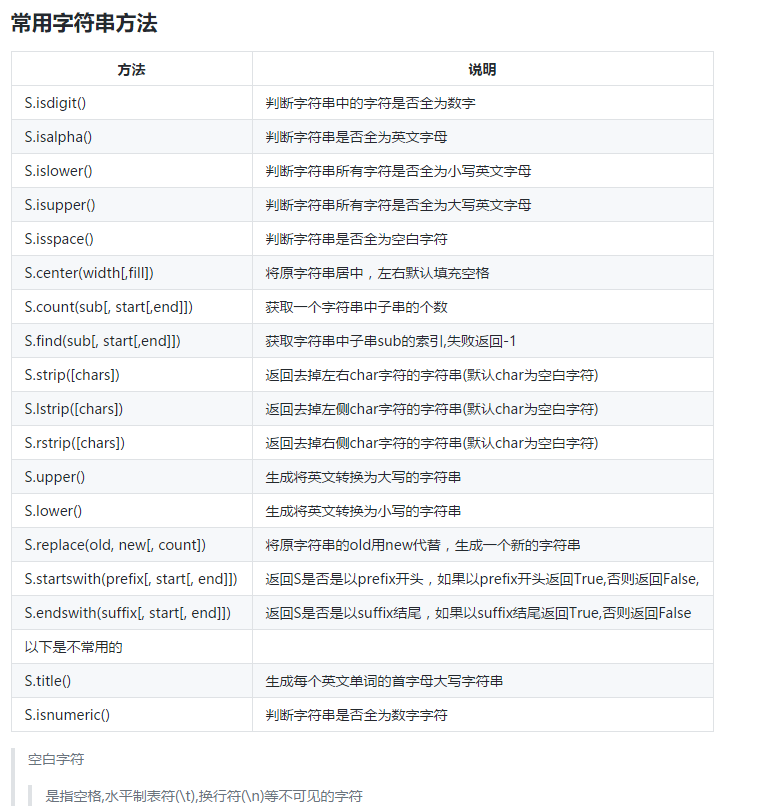 常用字符串方法
方法 说明
S.isdigit() 判断字符串中的字符是否全为数字
S.isalpha() 判断字符串是否全为英文字母
S.islower() 判断字符串所有字符是否全为小写英文字母
S.isupper() 判断字符串所有字符是否全为大写英文字母
S.isspace() 判断字符串是否全为空白字符
S.center(width[,fill]) 将原字符串居中，左右默认填充空格
S.count(sub[, start[,end]]) 获取一个字符串中子串的个数
S.find(sub[, start[,end]]) 获取字符串中子串sub的索引,失败返回-1
S.strip([chars]) 返回去掉左右char字符的字符串(默认char为空白字符)
S.lstrip([chars]) 返回去掉左侧char字符的字符串(默认char为空白字符)
S.rstrip([chars]) 返回去掉右侧char字符的字符串(默认char为空白字符)
S.upper() 生成将英文转换为大写的字符串
S.lower() 生成将英文转换为小写的字符串
S.replace(old, new[, count]) 将原字符串的old用new代替，生成一个新的字符串
S.startswith(prefix[, start[, end]]) 返回S是否是以prefix开头，如果以prefix开头返回True,否则返回False,
S.endswith(suffix[, start[, end]]) 返回S是否是以suffix结尾，如果以suffix结尾返回True,否则返回False
以下是不常用的
S.title() 生成每个英文单词的首字母大写字符串
S.isnumeric() 判断字符串是否全为数字字符
空白字符
是指空格,水平制表符(\t),换行符(\n)等不可见的字符